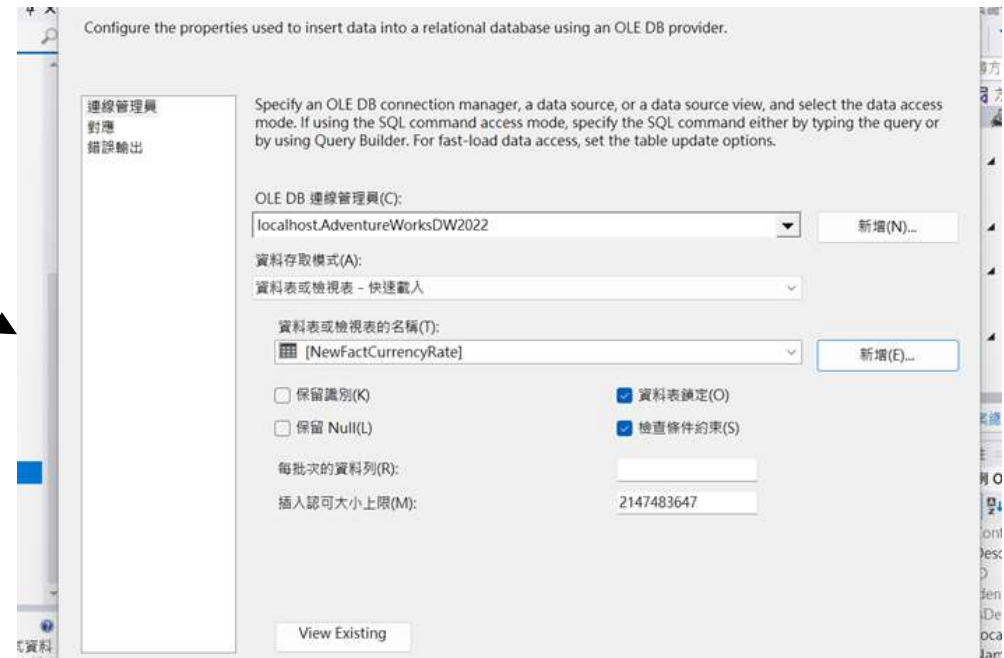 Configure the properties used to insert data into a relational database using an OLE DB provider.
連線管理員
對應
錯誤輸出
Specify an OLE DB connection manager, a data source, or a data source view, and select the data access
mode. If using the SQL command access mode, specify the SQL command either by typing the query or
by using Query Builder. For fast-load data access, set the table update options.
OLE DB 連線管理員(C):
localhost.AdventureWorksDW2022
新增(N)...
資料存取模式(A):
資料表或檢視表 - 快速載入
資料表或檢視表的名稱(T):
[NewFactCurrencyRate]
新增(E)...
保留識別(K)
資料表鎖定(O)
保留 Null(L)
檢查條件約束(S)
每批次的資料列(R):
插入認可大小上限(M):
2147483647
View Existing
式資料